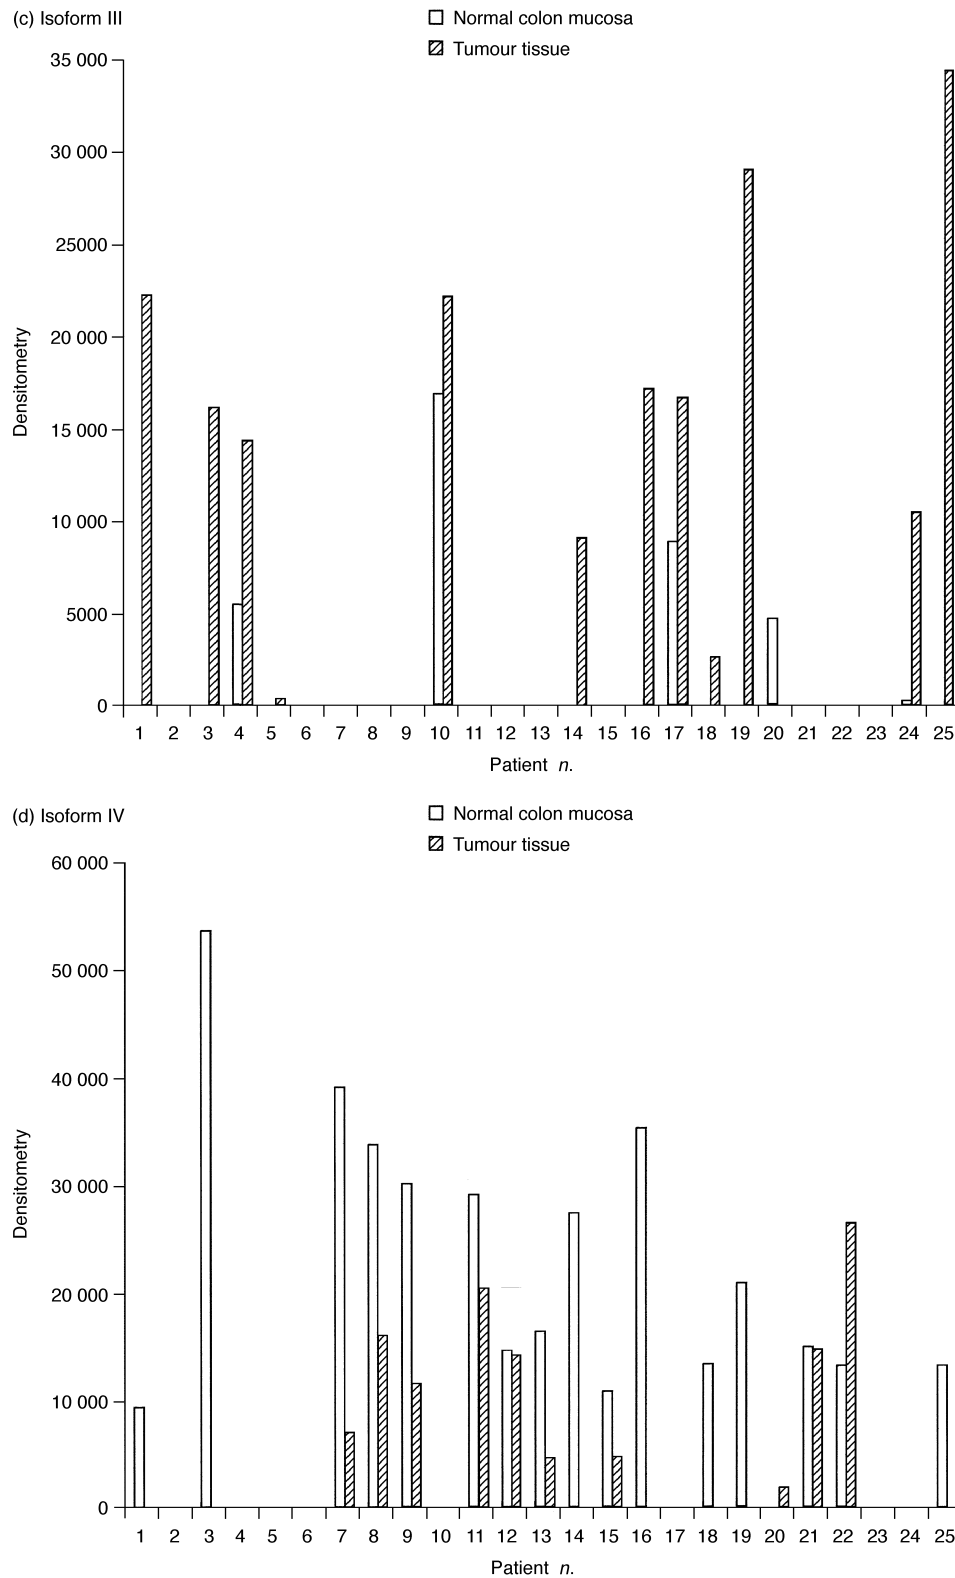 (c) Isoform III
Normal colon mucosa
Tumour tissue
35 000
30 000
25000
20 000
15 000
10 000
5000
0
Densitometry
1 2 3 4 5 6 7 8 9 10 11 12 13 14 15 16 17 18 19 20 21 22 23 24 25
Patient n.
(d) Isoform IV
Normal colon mucosa
Tumour tissue
60 000
50 000
40 000
30 000
20 000
10 000
0
Densitometry
1 2 3 4 5 6 7 8 9 10 11 12 13 14 15 16 17 18 19 20 21 22 23 24 25
Patient n.